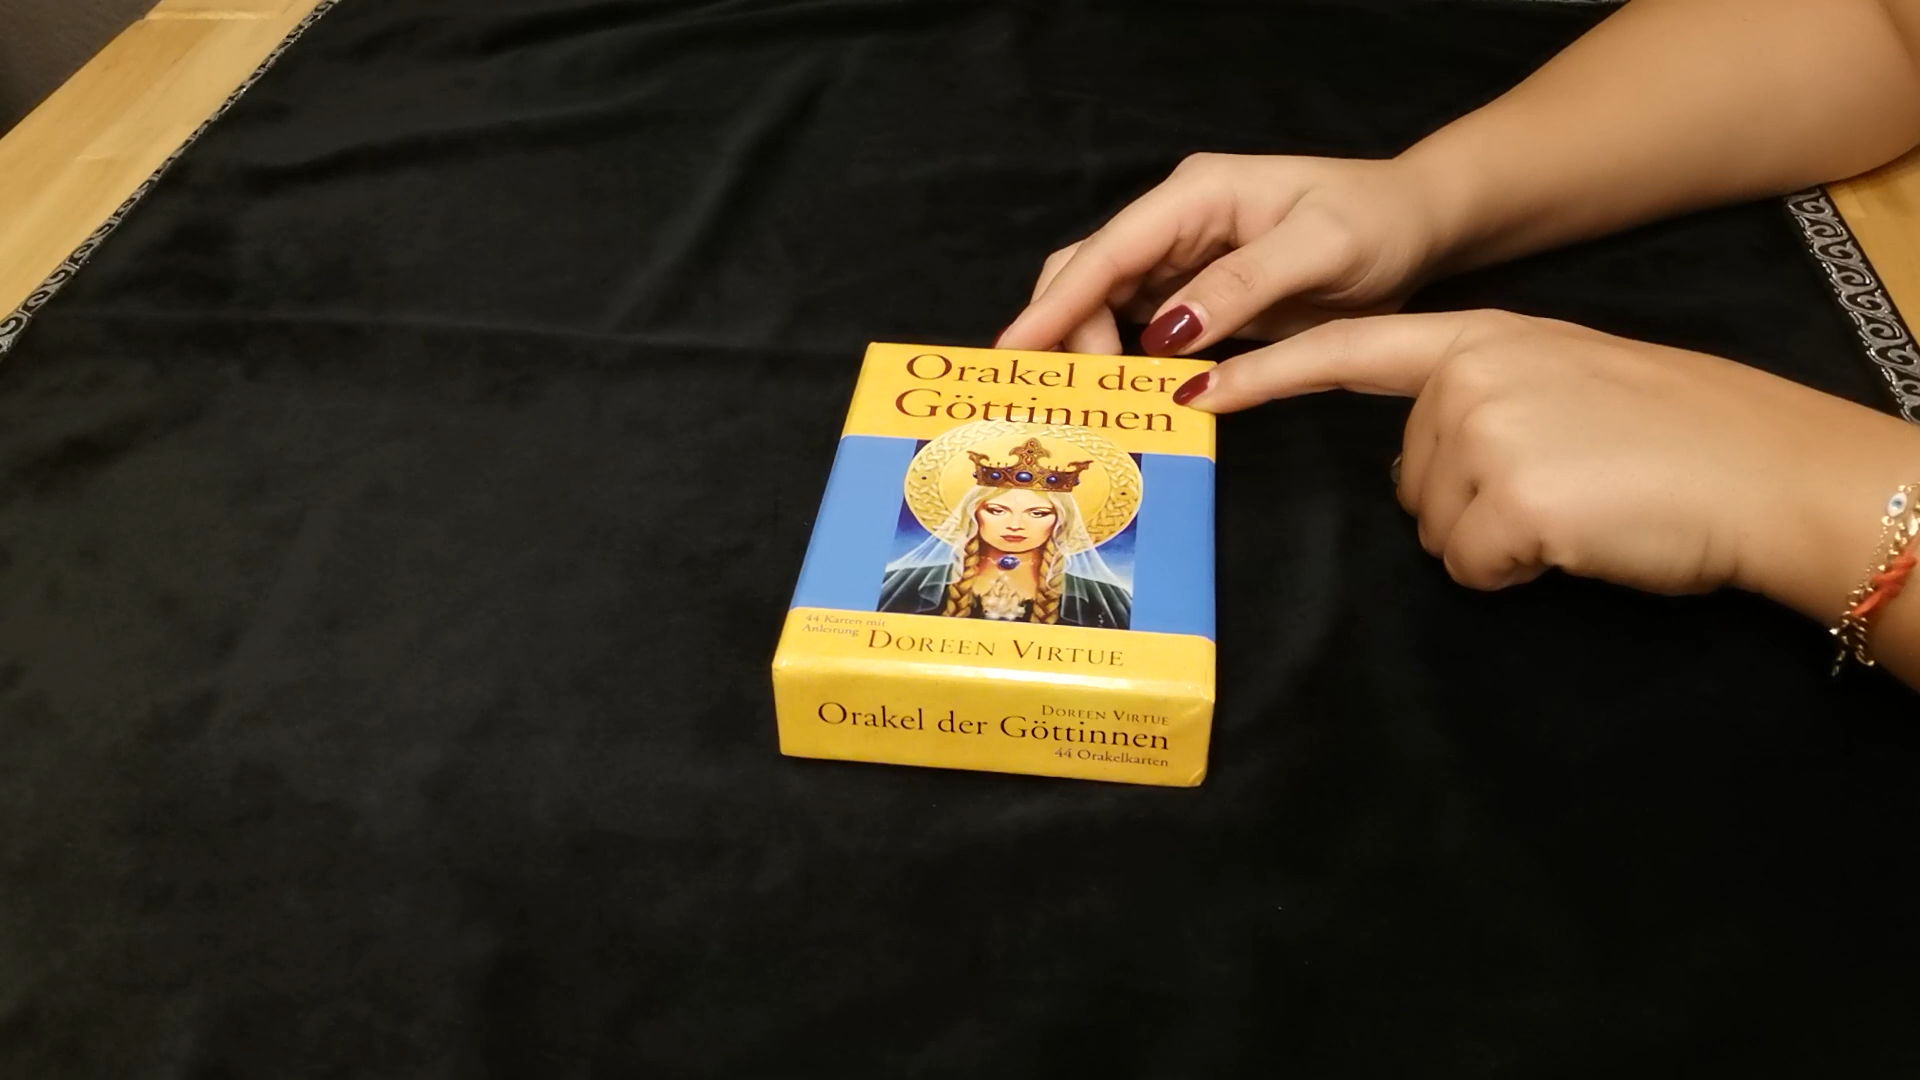 Orakel der
Göttinnen
44 Karten mit
Anleitung
DOREEN VIRTUE
DOREEN VIRTUE
Orakel der Göttinnen
44 Orakelkarten